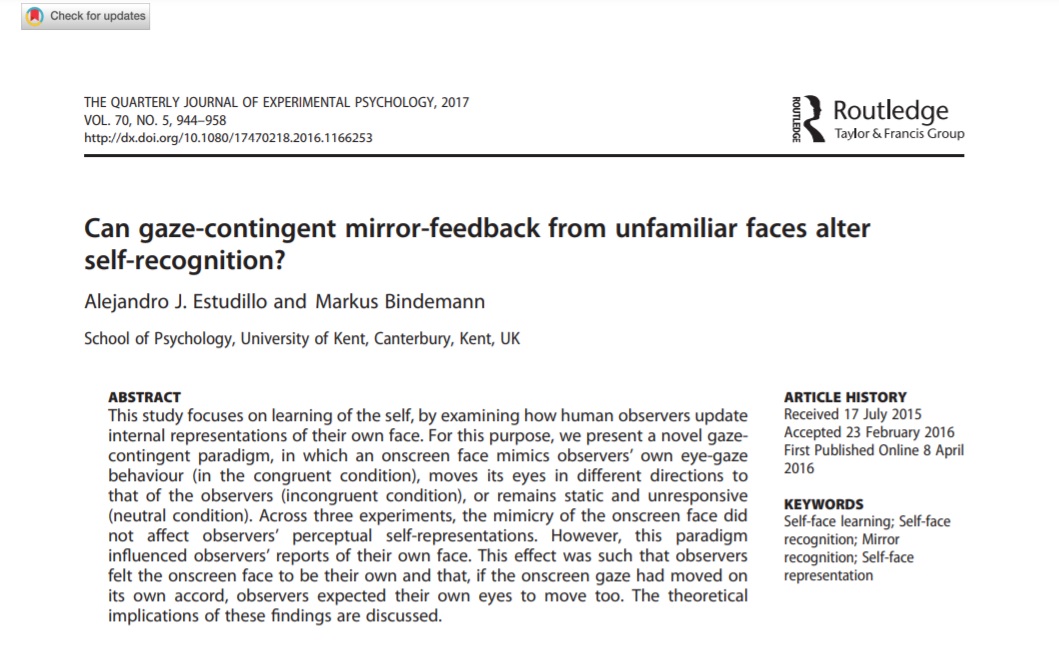 Check for updates
THE QUARTERLY JOURNAL OF EXPERIMENTAL PSYCHOLOGY, 2017
VOL. 70, NO. 5, 944–958
http://dx.doi.org/10.1080/17470218.2016.1166253
ROUTLEDGE
Routledge
Taylor & Francis Group
Can gaze-contingent mirror-feedback from unfamiliar faces alter
self-recognition?
Alejandro J. Estudillo and Markus Bindemann
School of Psychology, University of Kent, Canterbury, Kent, UK
ABSTRACT
This study focuses on learning of the self, by examining how human observers update
internal representations of their own face. For this purpose, we present a novel gaze-
contingent paradigm, in which an onscreen face mimics observers’ own eye-gaze
behaviour (in the congruent condition), moves its eyes in different directions to
that of the observers (incongruent condition), or remains static and unresponsive
(neutral condition). Across three experiments, the mimicry of the onscreen face did
not affect observers’ perceptual self-representations. However, this paradigm
influenced observers’ reports of their own face. This effect was such that observers
felt the onscreen face to be their own and that, if the onscreen gaze had moved on
its own accord, observers expected their own eyes to move too. The theoretical
implications of these findings are discussed.
ARTICLE HISTORY
Received 17 July 2015
Accepted 23 February 2016
First Published Online 8 April
2016
KEYWORDS
Self-face learning; Self-face
recognition; Mirror
recognition; Self-face
representation